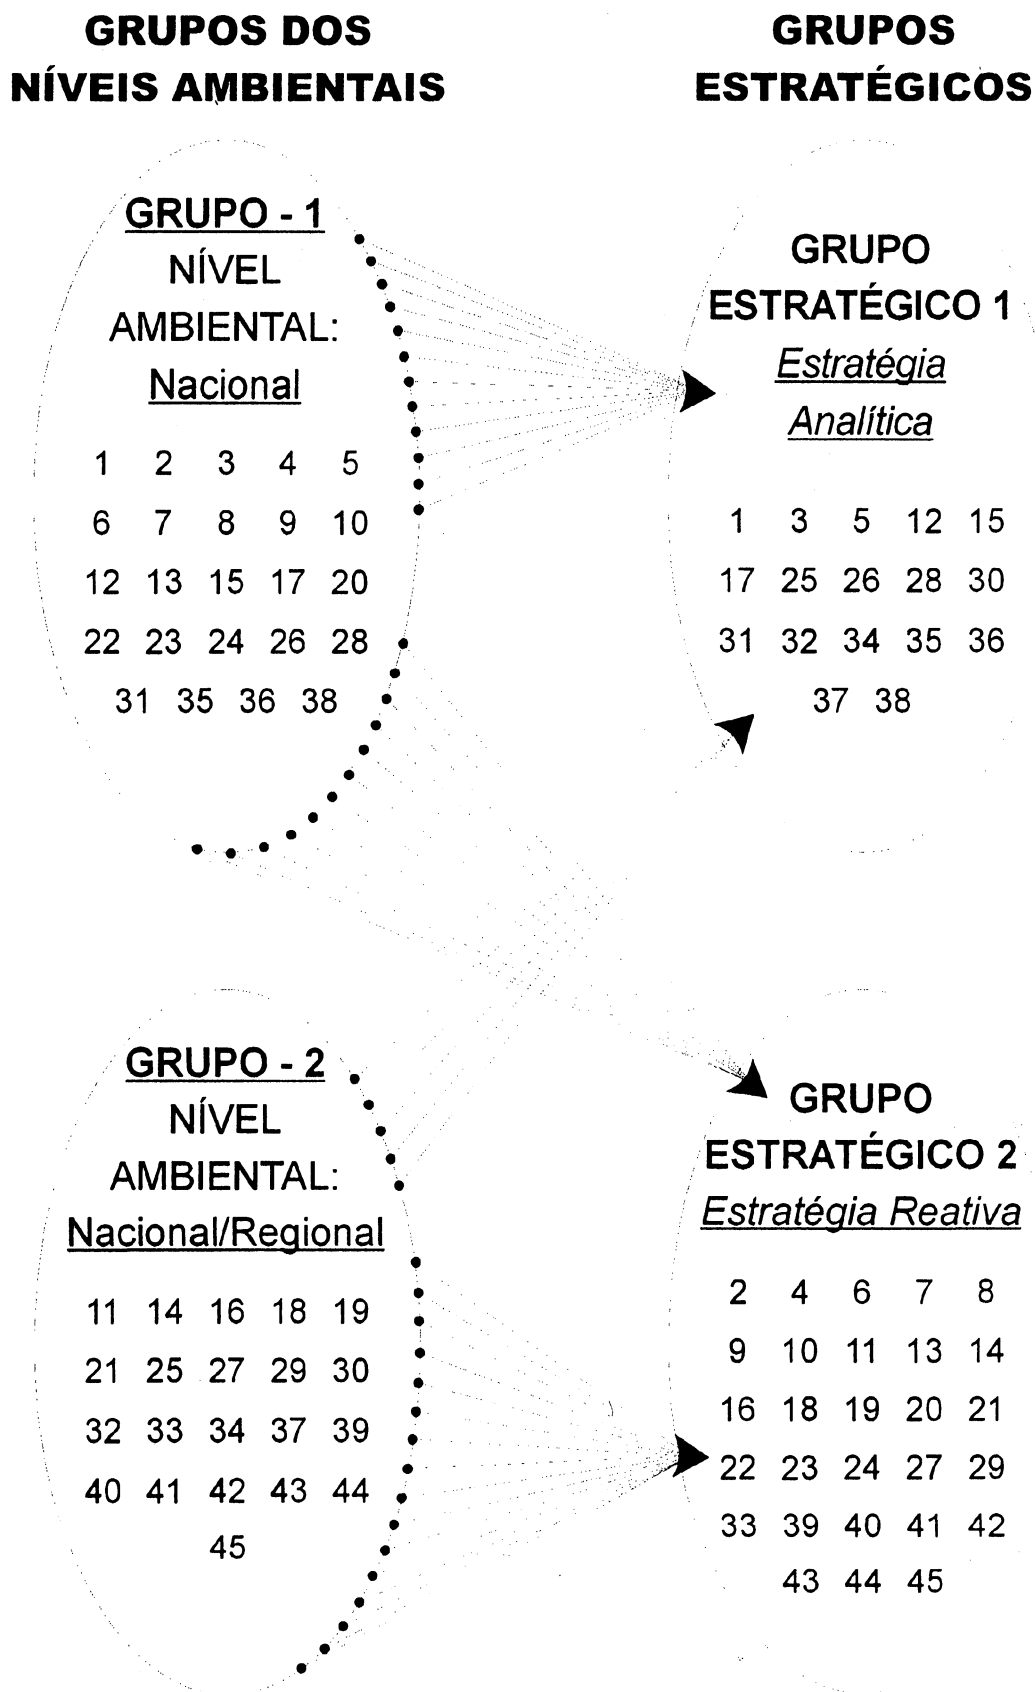 GRUPOS DOS
NÍVEIS AMBIENTAIS
GRUPO - 1
NÍVEL
AMBIENTAL:
Nacional
1 2 3 4 5
6 7 8 9 10
12 13 15 17 20
22 23 24 26 28
31 35 36 38
GRUPO - 2
NÍVEL
AMBIENTAL:
Nacional/Regional
11 14 16 18 19
21 25 27 29 30
32 33 34 37 39
40 41 42 43 44
45
GRUPOS
ESTRATÉGICOS
GRUPO
ESTRATÉGICO 1
Estratégia
Analítica
1 3 5 12 15
17 25 26 28 30
31 32 34 35 36
37 38
GRUPO
ESTRATÉGICO 2
Estratégia Reativa
2 4 6 7 8
9 10 11 13 14
16 18 19 20 21
22 23 24 27 29
33 39 40 41 42
43 44 45